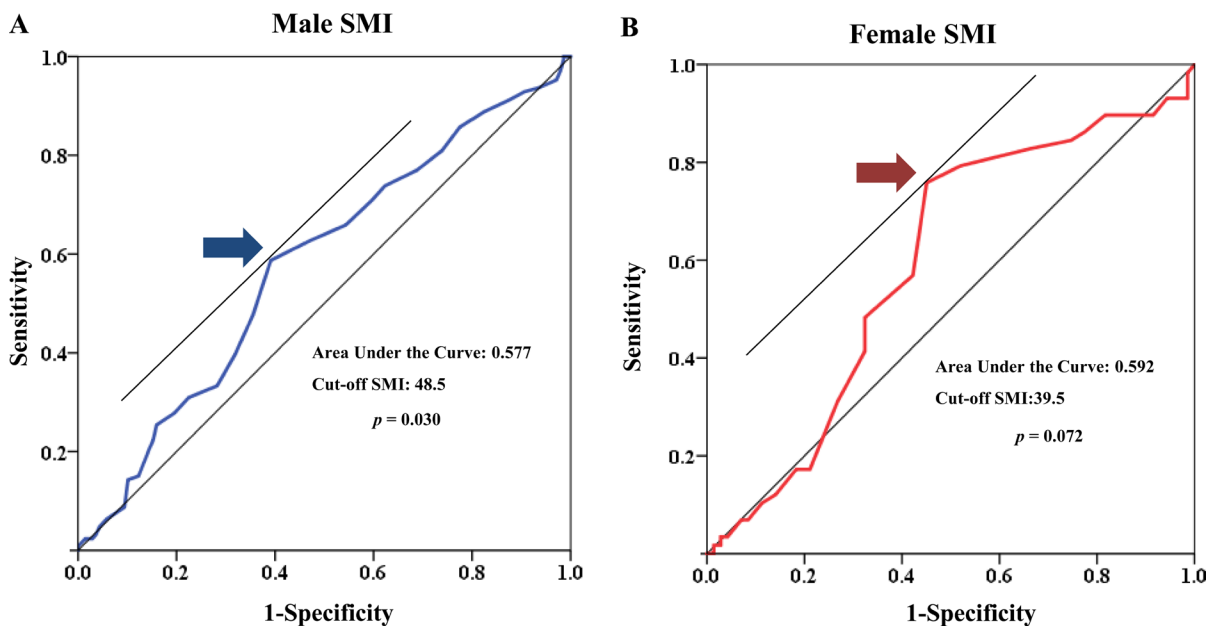 A
Male SMI
1.0
0.8
0.6
0.4
0.2
Sensitivity
Area Under the Curve: 0.577
Cut-off SMI: 48.5
p = 0.030
0.0
0.2
0.4
0.6
0.8
1.0
1-Specificity
B
Female SMI
1.0
0.8
0.6
0.4
0.2
Sensitivity
Area Under the Curve: 0.592
Cut-off SMI:39.5
p = 0.072
0.0
0.2
0.4
0.6
0.8
1.0
1-Specificity